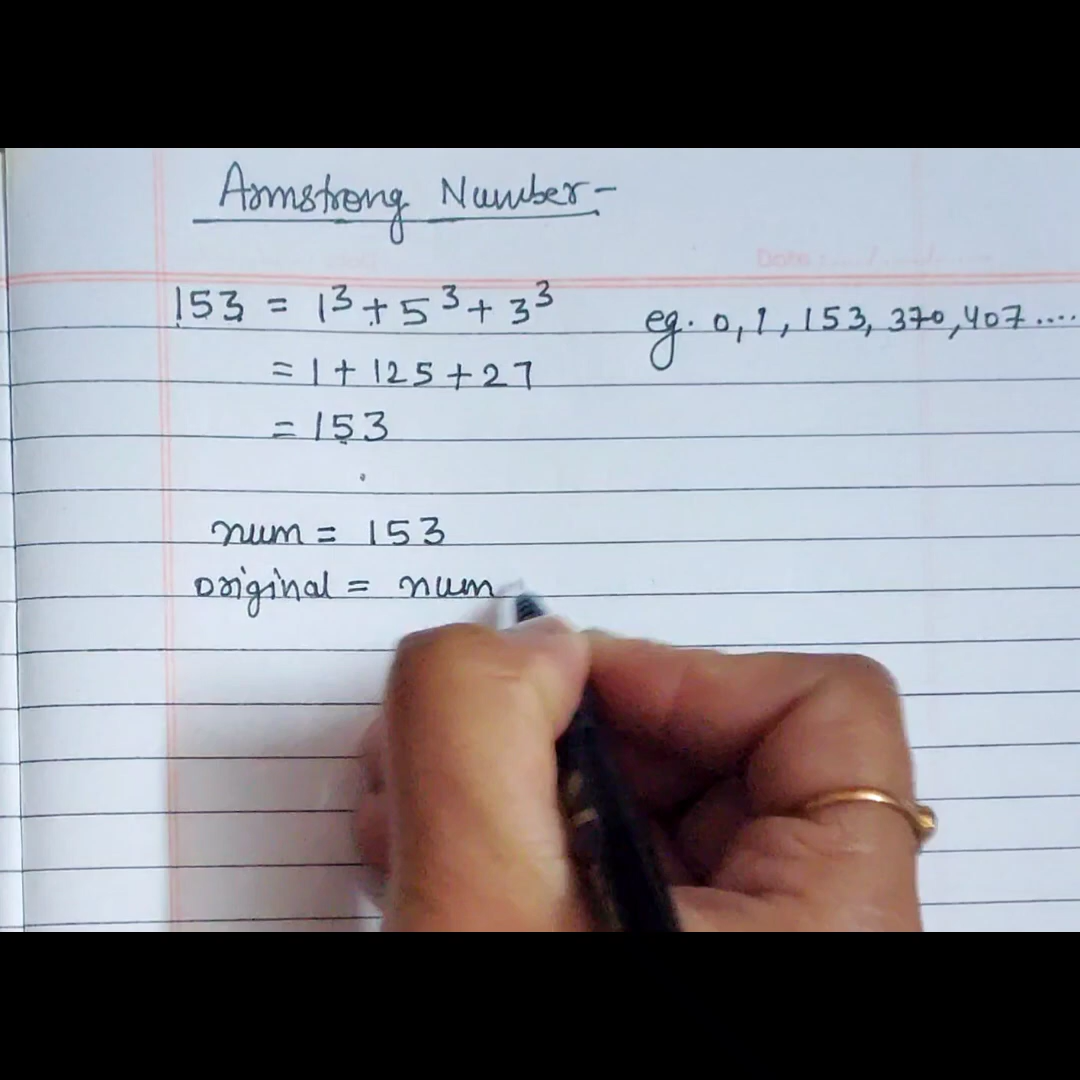 Armstrong Number-
Date : .../.../......
153 = 1³ + 5³ + 3³
eg. 0, 1, 153, 370, 407 ....
= 1 + 125 + 27
= 153
num = 153
original = num